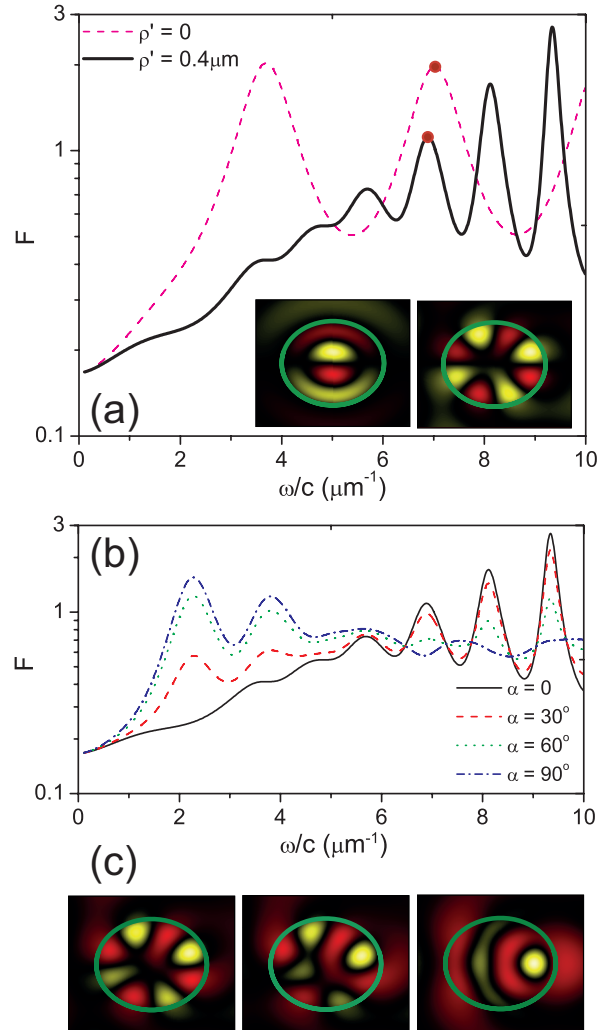 3
ρ' = 0
ρ' = 0.4μm
1
F
(a)
0.1
0 2 4 6 8 10
ω/c (μm⁻¹)
3
(b)
1
F
α = 0
α = 30°
α = 60°
α = 90°
0.1
0 2 4 6 8 10
ω/c (μm⁻¹)
(c)